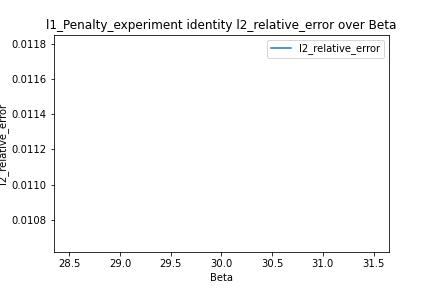 l1_Penalty_experiment identity l2_relative_error over Beta
l2_relative_error
0.0118
0.0116
0.0114
0.0112
0.0110
0.0108
l2_relative_error
28.5 29.0 29.5 30.0 30.5 31.0 31.5
Beta